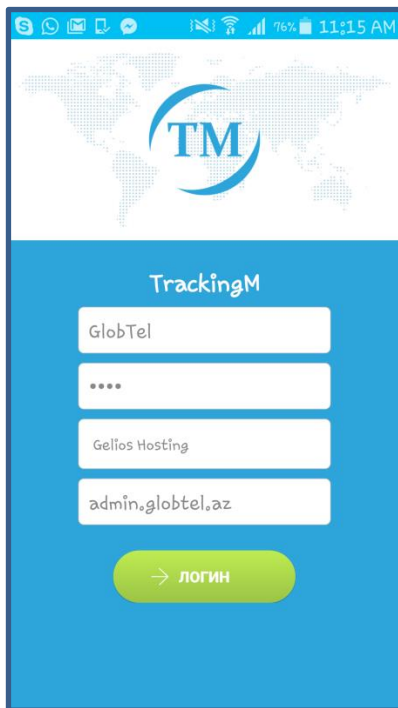 76% 11:15 AM
TM
TrackingM
GlobTel
••••
Gelios Hosting
admin.globtel.az
→ ЛОГИН